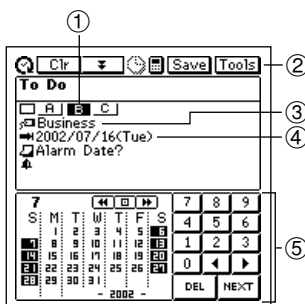 ①
Clr Save Tools ②
To Do
A B C
Business ③
2002/07/16(Tue) ④
Alarm Date?
7 7 8 9
S M T W T F S 4 5 6
1 2 3 4 5 6 1 2 3
7 8 9 10 11 12 13
14 15 16 17 18 19 20 0
21 22 23 24 25 26 27 ⑤
28 29 30 31 DEL NEXT
- 2002 -